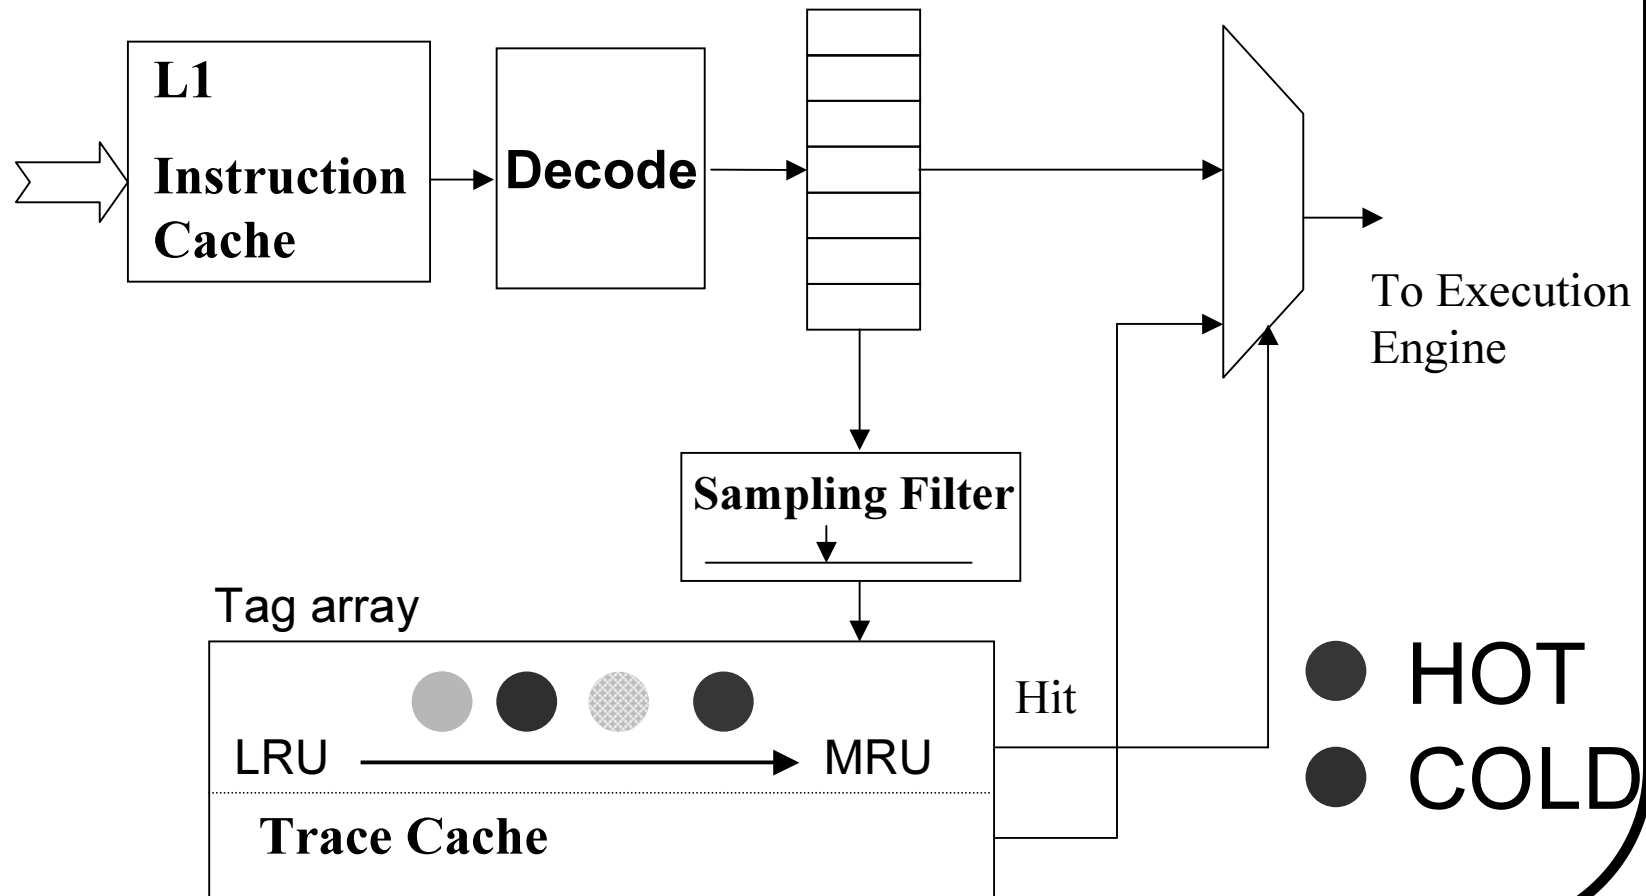 L1
Instruction
Cache
Decode
To Execution
Engine
Sampling Filter
Tag array
Hit
LRU
MRU
Trace Cache
HOT
COLD